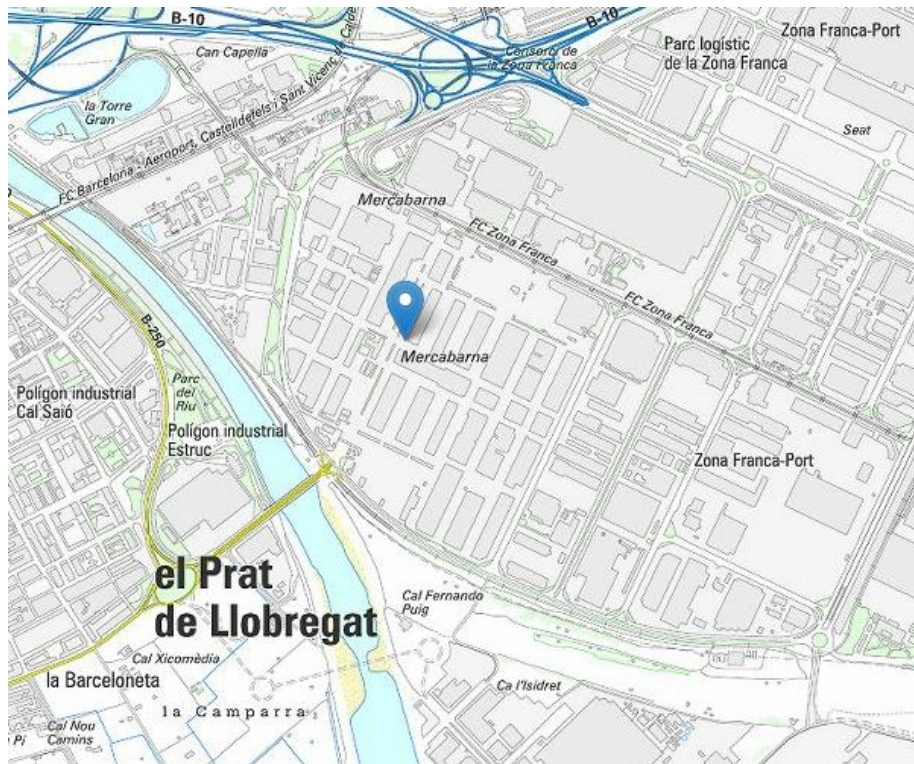 B-10
B-10
Zona Franca-Port
Can Capella
Consorci de
la Zona Franca
Parc logístic
de la Zona Franca
la Torre
Gran
Seat
FC Barcelona - Aeroport, Castelldefels i Sant Vicenç de Calde
Mercabarna
FC Zona Franca
FC Zona Franca
B-250
Mercabarna
Parc
del
Riu
Polígon industrial
Cal Saió
Polígon industrial
Estruc
Zona Franca-Port
el Prat
de Llobregat
Cal Fernando
Puig
Cal Xicomèdia
la Barceloneta
Ca l'Isidret
la Camparra
Cal Nou
Camins
Pi